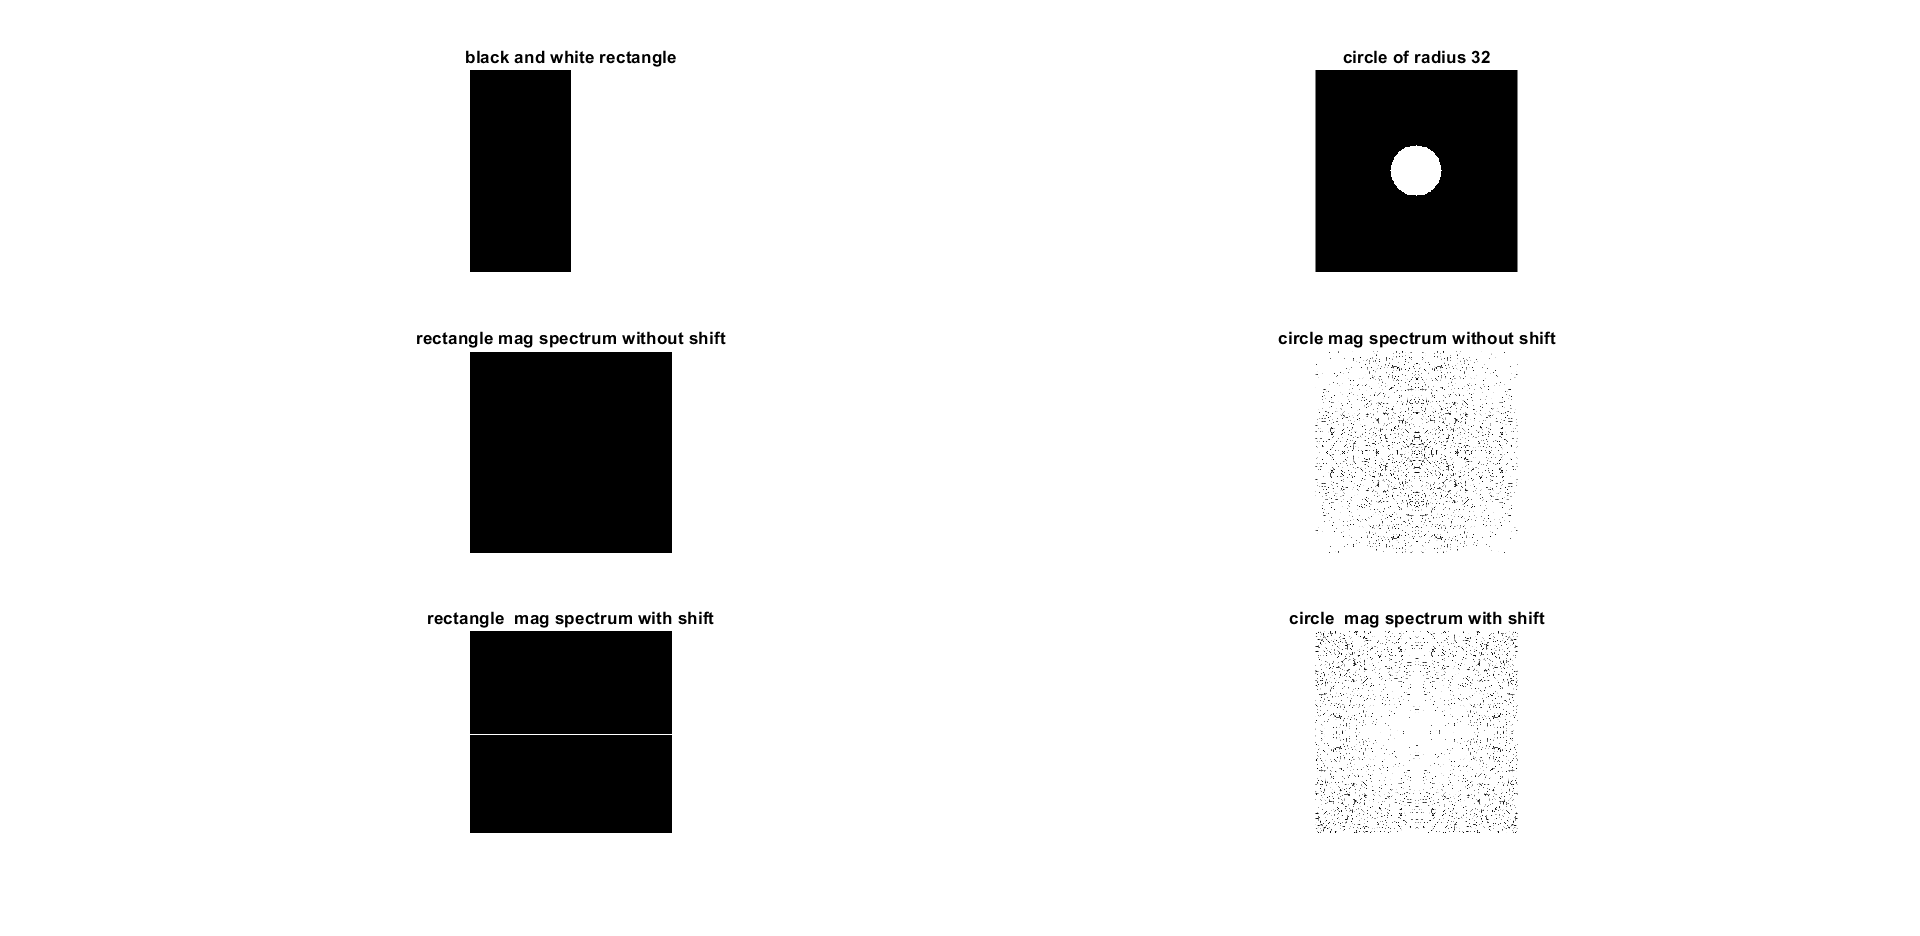 black and white rectangle
circle of radius 32
rectangle mag spectrum without shift
circle mag spectrum without shift
rectangle  mag spectrum with shift
circle  mag spectrum with shift